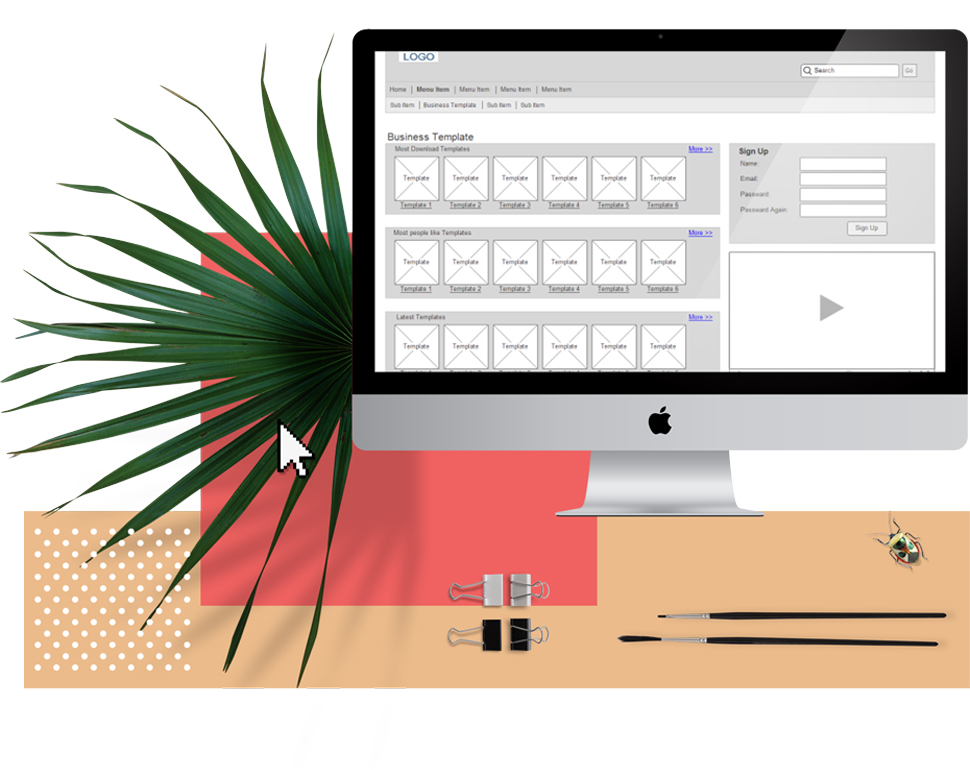 LOGO
Search
Go
Home | Menu Item | Menu Item | Menu Item | Menu Item
Sub Item | Business Template | Sub Item | Sub Item
Business Template
Most Download Templates
More >>
Template Template Template Template Template Template
Template 1 Template 2 Template 3 Template 4 Template 5 Template 6
Most people like Templates
More >>
Template Template Template Template Template Template
Template 1 Template 2 Template 3 Template 4 Template 5 Template 6
Latest Templates
More >>
Template Template Template Template Template Template
Sign Up
Name:
Email:
Password:
Password Again:
Sign Up